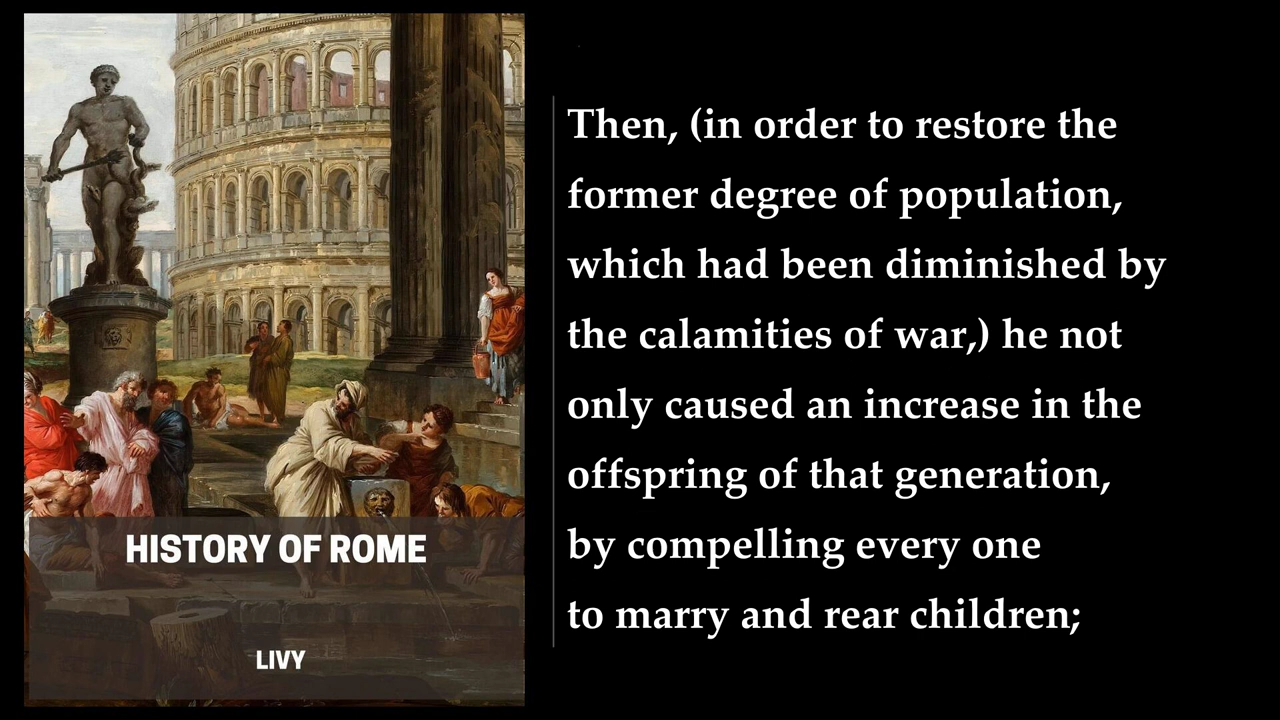 HISTORY OF ROME
LIVY
Then, (in order to restore the
former degree of population,
which had been diminished by
the calamities of war,) he not
only caused an increase in the
offspring of that generation,
by compelling every one
to marry and rear children;